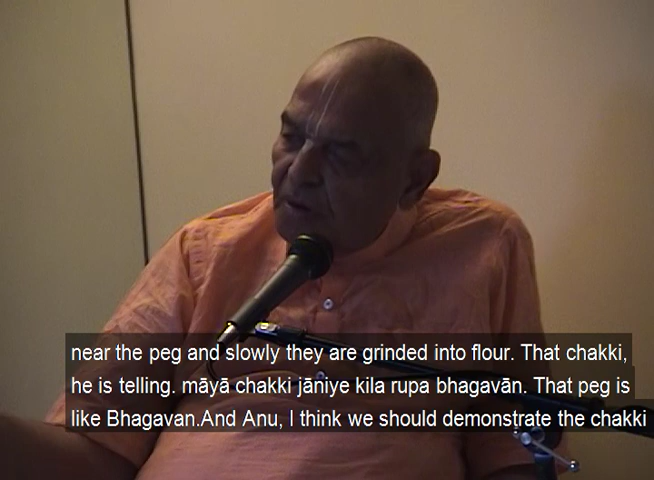 near the peg and slowly they are grinded into flour. That chakki,
he is telling. māyā chakki jāniye kila rupa bhagavān. That peg is
like Bhagavan.And Anu, I think we should demonstrate the chakki